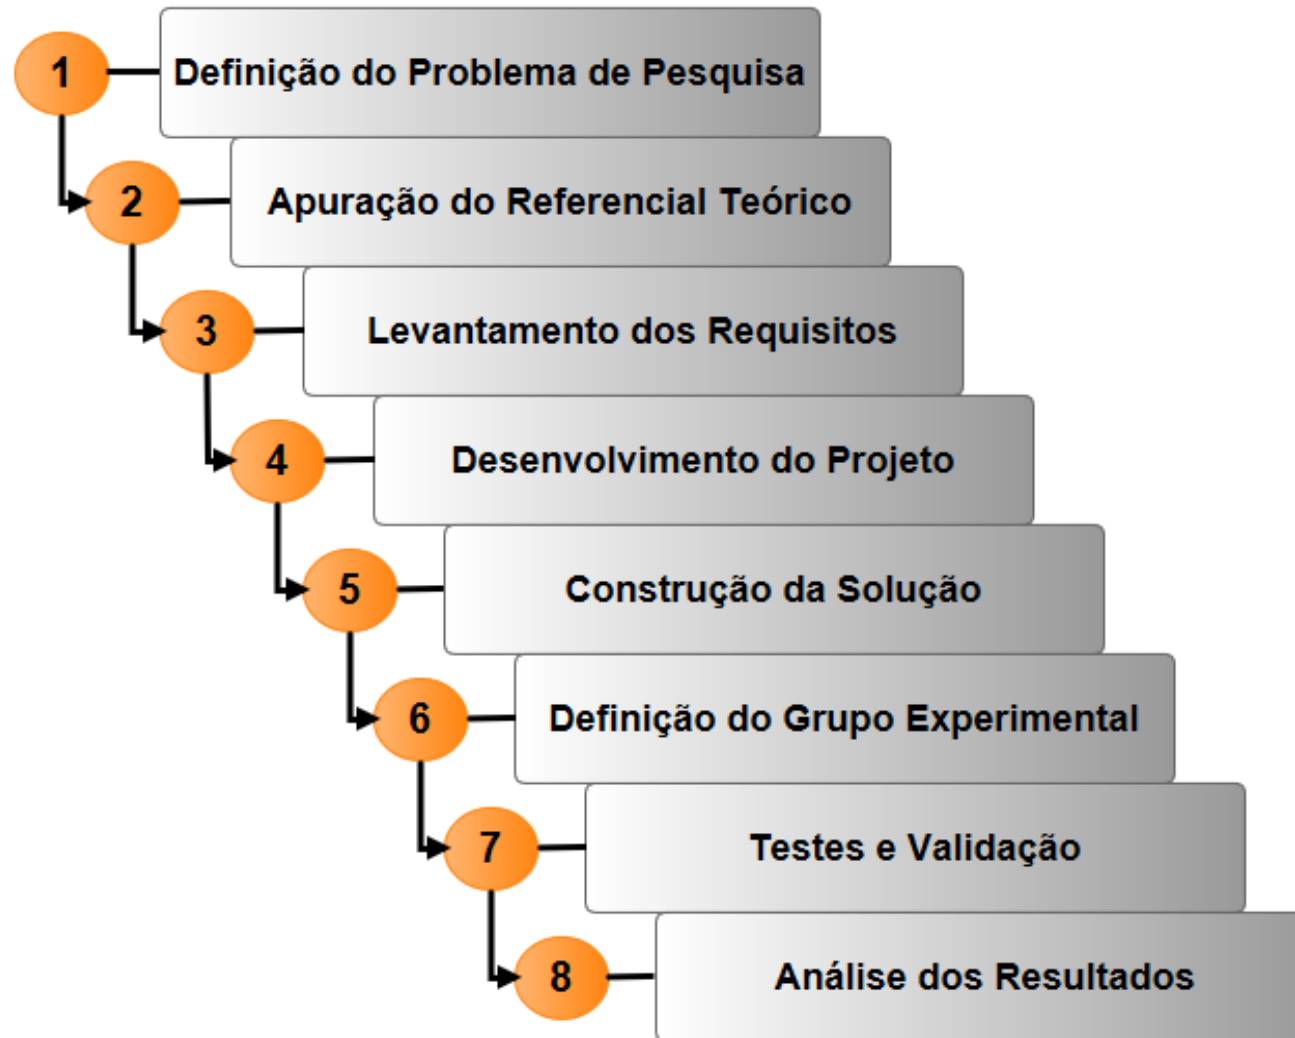 1 Definição do Problema de Pesquisa
2 Apuração do Referencial Teórico
3 Levantamento dos Requisitos
4 Desenvolvimento do Projeto
5 Construção da Solução
6 Definição do Grupo Experimental
7 Testes e Validação
8 Análise dos Resultados